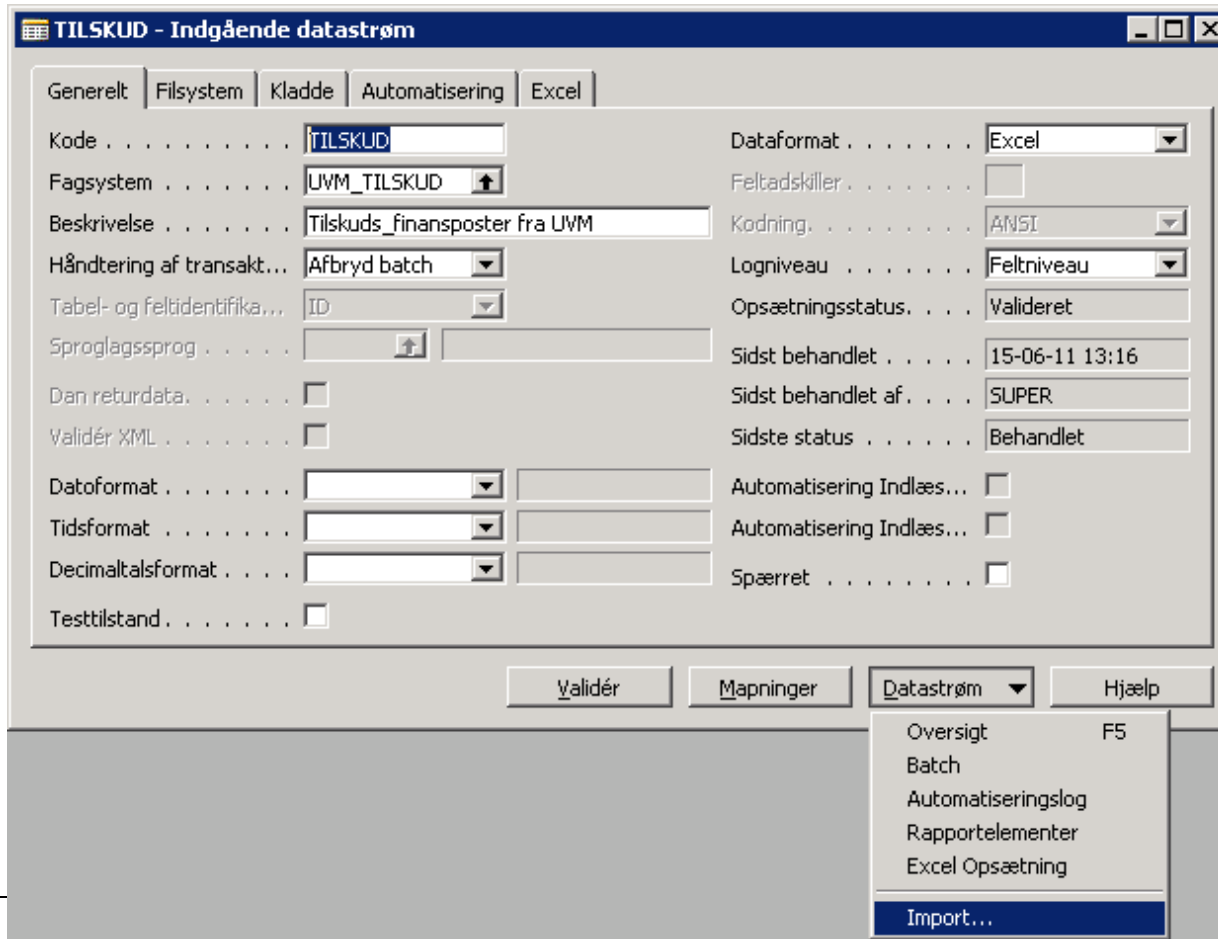 TILSKUD - Indgående datastrøm
Generelt Filsystem Kladde Automatisering Excel
Kode . . . . . . . . . . TILSKUD
Fagsystem . . . . . . . UVM_TILSKUD
Beskrivelse . . . . . . . Tilskuds_finansposter fra UVM
Håndtering af transakt... Afbryd batch
Tabel- og feltidentifika... ID
Sproglagssprog . . . . .
Dan returdata. . . . . .
Validér XML . . . . . . .
Datoformat . . . . . . .
Tidsformat . . . . . . .
Decimaltalsformat . . . .
Testtilstand . . . . . . .
Dataformat . . . . . . . Excel
Feltadskiller . . . . . . .
Kodning. . . . . . . . . ANSI
Logniveau . . . . . . . Feltniveau
Opsætningsstatus. . . . Valideret
Sidst behandlet . . . . . 15-06-11 13:16
Sidst behandlet af. . . . SUPER
Sidste status . . . . . . Behandlet
Automatisering Indlæs...
Automatisering Indlæs...
Spærret . . . . . . . .
Validér Mapninger Datastrøm Hjælp
Oversigt F5
Batch
Automatiseringslog
Rapportelementer
Excel Opsætning
Import...